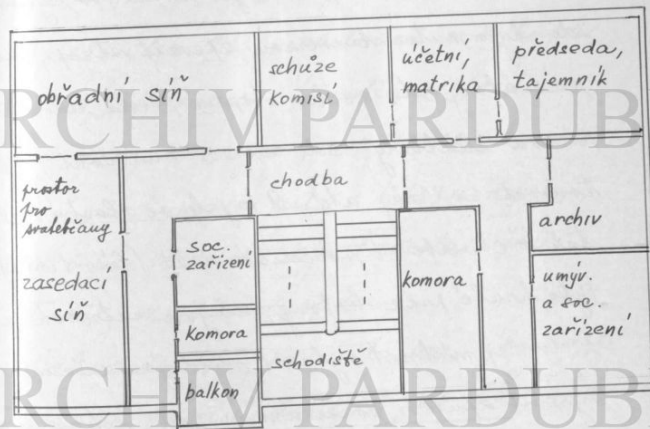 obřadní síň
schůze
komisí
účetní,
matrika
předseda,
tajemník
ARCHIV PARDUB
prostor
pro
svatebčany
chodba
archiv
soc.
zařízení
zasedací
síň
komora
umýv.
a soc.
zařízení
komora
schodiště
balkon
ARCHIV PARDUB